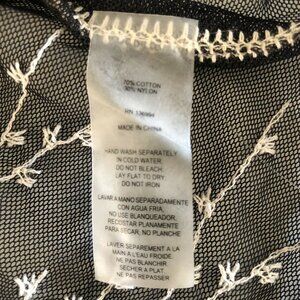 70% COTTON
30% NYLON
RN 136994
MADE IN CHINA
HAND WASH SEPARATELY
IN COLD WATER
DO NOT BLEACH
LAY FLAT TO DRY
DO NOT IRON
LAVAR A MANO SEPARADAMENTE
CON AGUA FRIA,
NO USE BLANQUEADOR,
RECOSTAR PLANAMENTE
PARA SECAR, NO PLANCHE
LAVER SEPAREMENT A LA
MAIN A L'EAU FROIDE
NE PAS BLANCHIR
SECHER A PLAT
NE PAS REPASSER